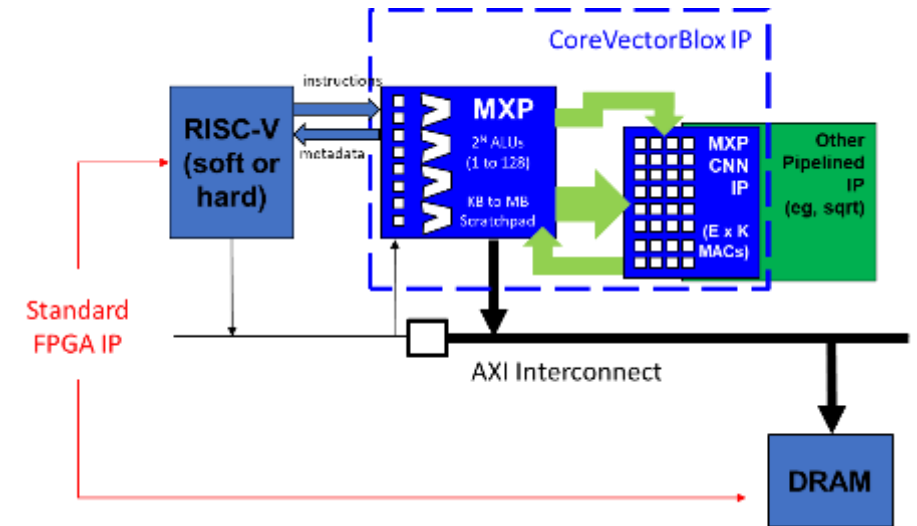 CoreVectorBlox IP
instructions
metadata
RISC-V
(soft or
hard)
MXP
2ᴺ ALUs
(1 to 128)
KB to MB
Scratchpad
MXP
CNN
IP
(E x K
MACs)
Other
Pipelined
IP
(eg, sqrt)
Standard
FPGA IP
AXI Interconnect
DRAM